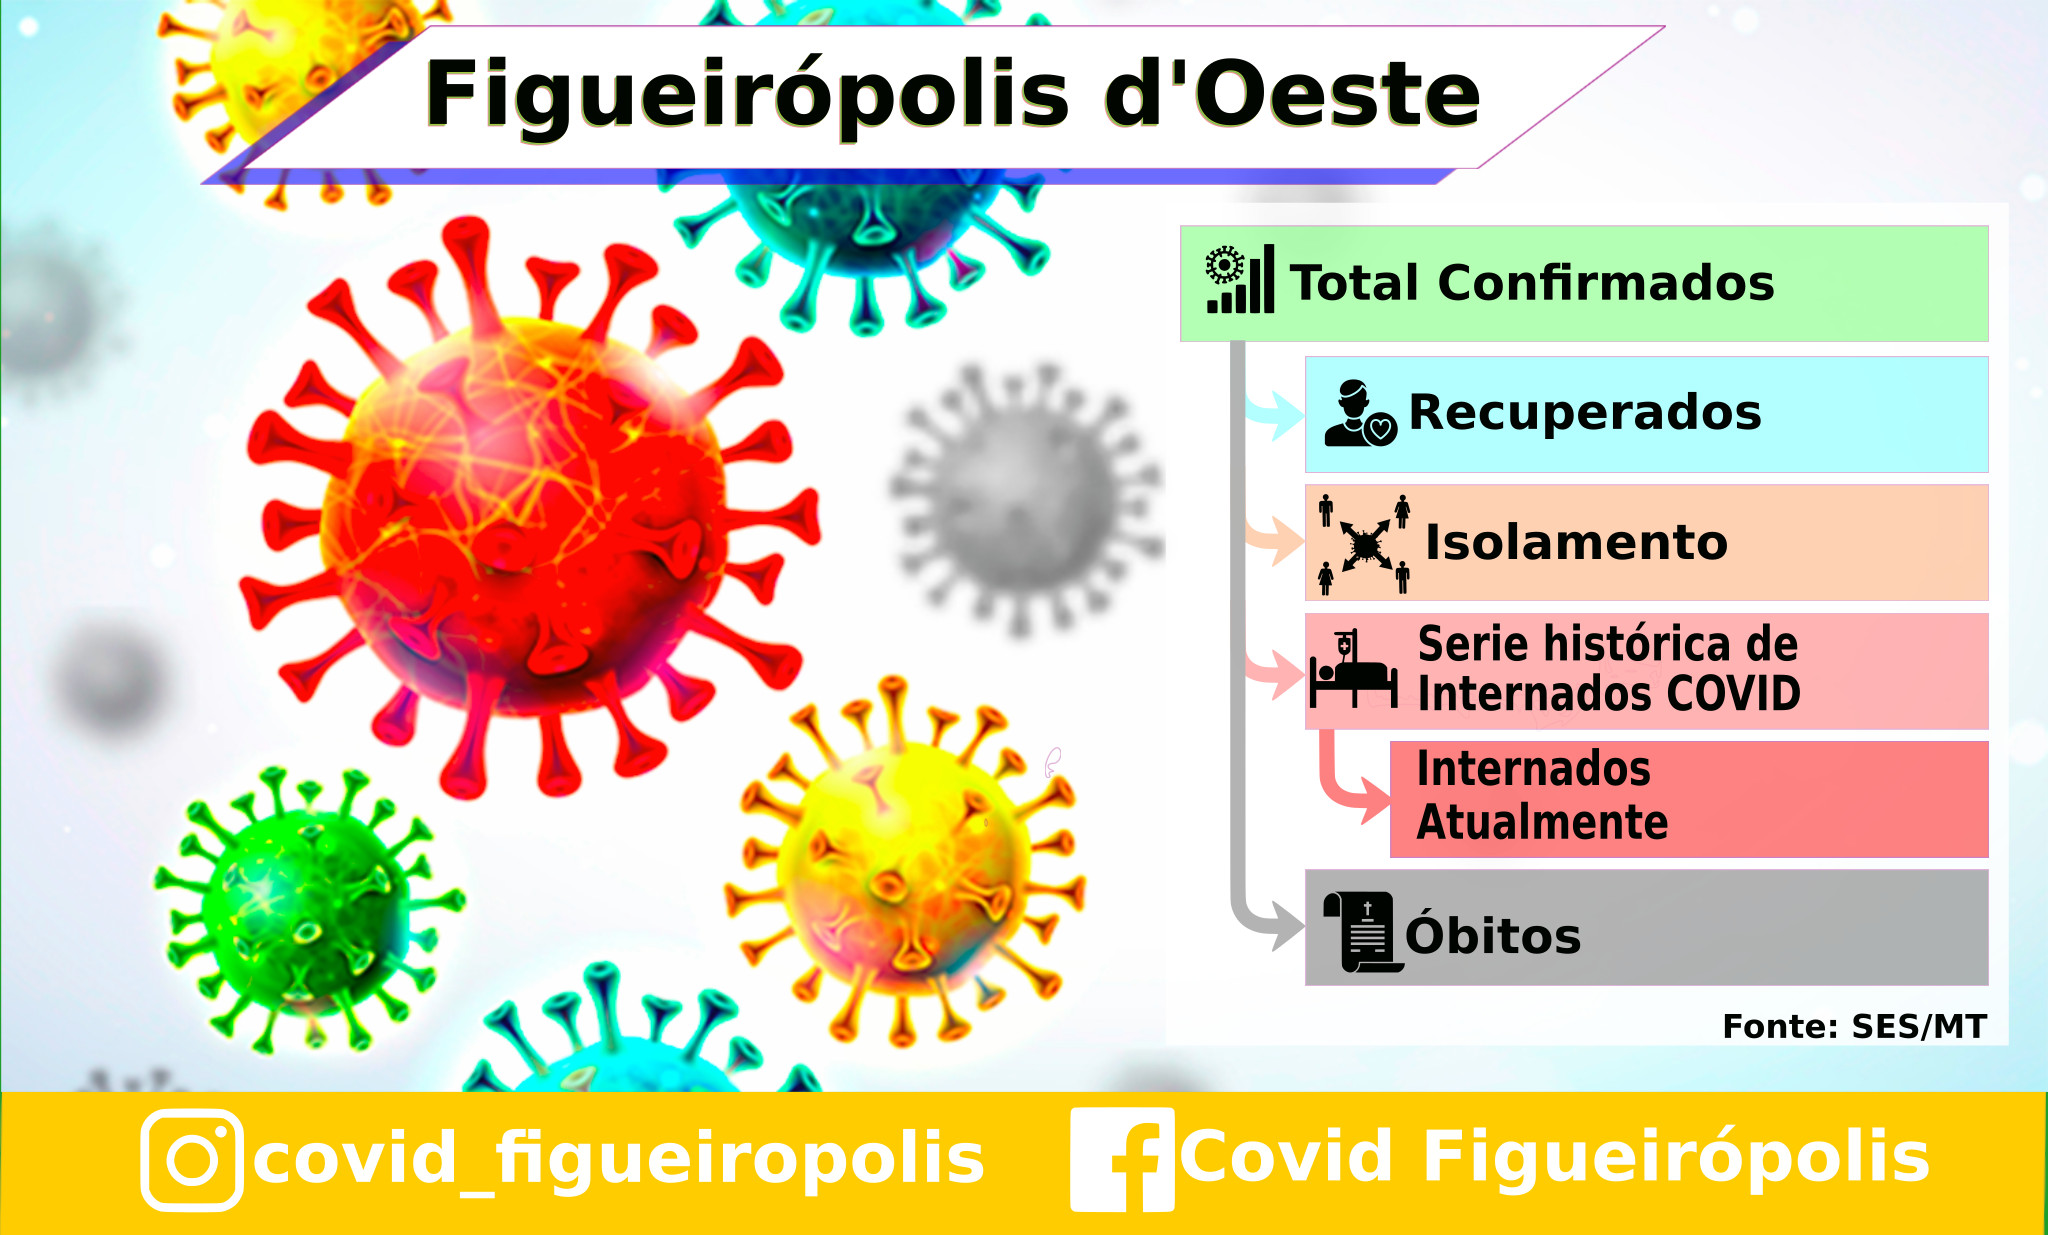 Figueirópolis d'Oeste
Total Confirmados
Recuperados
Isolamento
Serie histórica de
Internados COVID
Internados
Atualmente
Óbitos
Fonte: SES/MT
covid_figueiropolis
Covid Figueirópolis